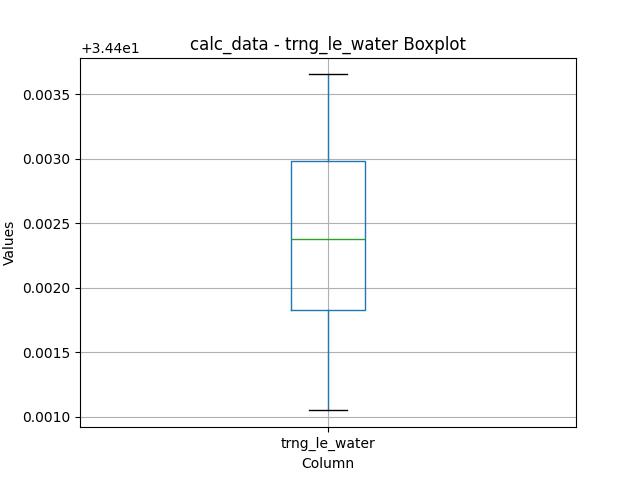 calc_data - trng_le_water Boxplot
+3.44e1
0.0035
0.0030
0.0025
0.0020
0.0015
0.0010
Values
trng_le_water
Column